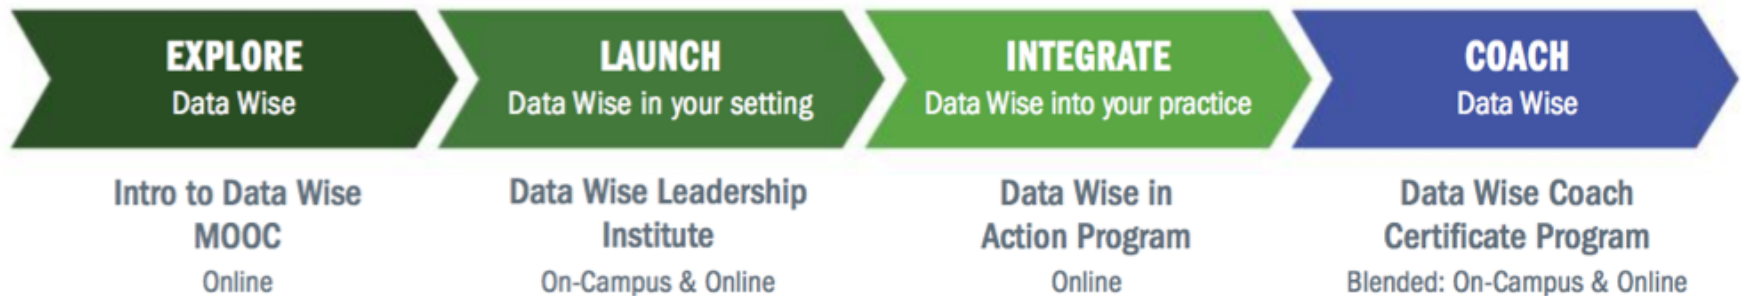 EXPLORE
Data Wise
Intro to Data Wise
MOOC
Online
LAUNCH
Data Wise in your setting
Data Wise Leadership
Institute
On-Campus & Online
INTEGRATE
Data Wise into your practice
Data Wise in
Action Program
Online
COACH
Data Wise
Data Wise Coach
Certificate Program
Blended: On-Campus & Online